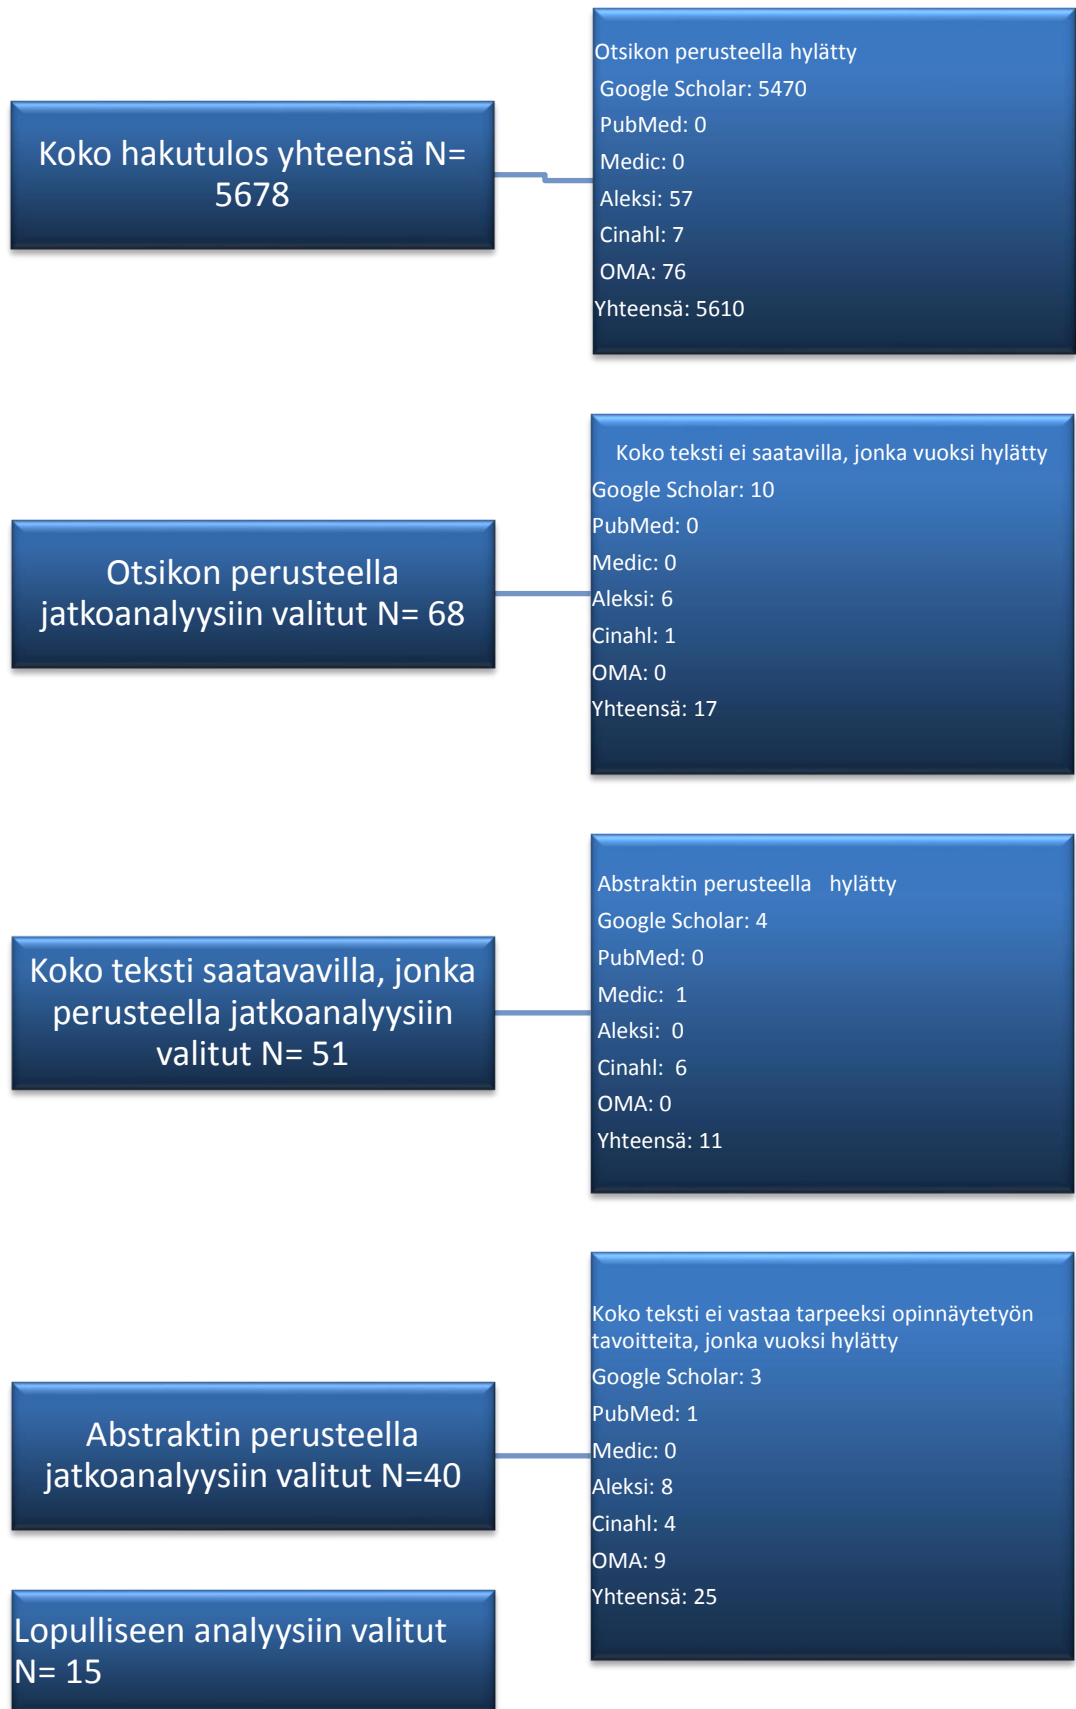 Koko hakutulos yhteensä N=
5678
Otsikon perusteella hylätty
Google Scholar: 5470
PubMed: 0
Medic: 0
Aleksi: 57
Cinahl: 7
OMA: 76
Yhteensä: 5610
Otsikon perusteella
jatkoanalyysiin valitut N= 68
Koko teksti ei saatavilla, jonka vuoksi hylätty
Google Scholar: 10
PubMed: 0
Medic: 0
Aleksi: 6
Cinahl: 1
OMA: 0
Yhteensä: 17
Koko teksti saatavavilla, jonka
perusteella jatkoanalyysiin
valitut N= 51
Abstraktin perusteella hylätty
Google Scholar: 4
PubMed: 0
Medic: 1
Aleksi: 0
Cinahl: 6
OMA: 0
Yhteensä: 11
Abstraktin perusteella
jatkoanalyysiin valitut N=40
Koko teksti ei vastaa tarpeeksi opinnäytetyön
tavoitteita, jonka vuoksi hylätty
Google Scholar: 3
PubMed: 1
Medic: 0
Aleksi: 8
Cinahl: 4
OMA: 9
Yhteensä: 25
Lopulliseen analyysiin valitut
N= 15